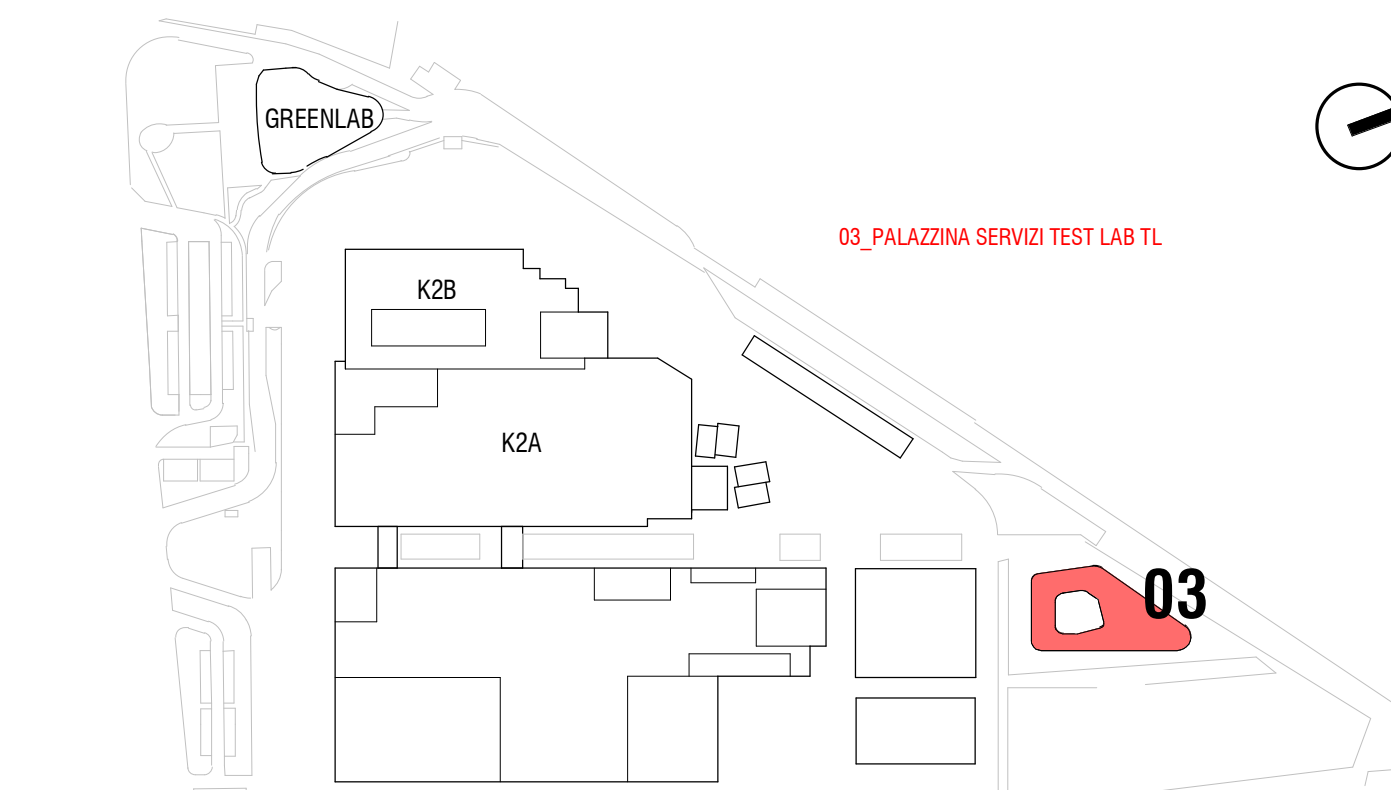 GREENLAB
03_PALAZZINA SERVIZI TEST LAB TL
K2B
K2A
03